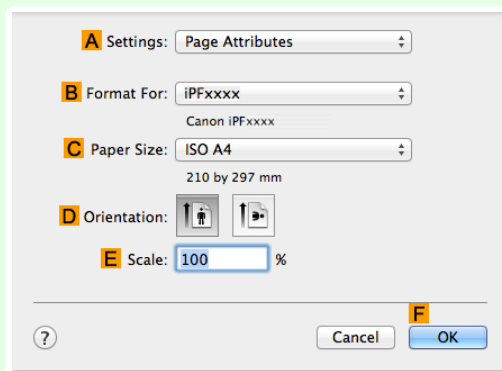 A Settings: Page Attributes
B Format For: iPFxxxx
Canon iPFxxxx
C Paper Size: ISO A4
210 by 297 mm
D Orientation:
E Scale: 100 %
F
? Cancel OK